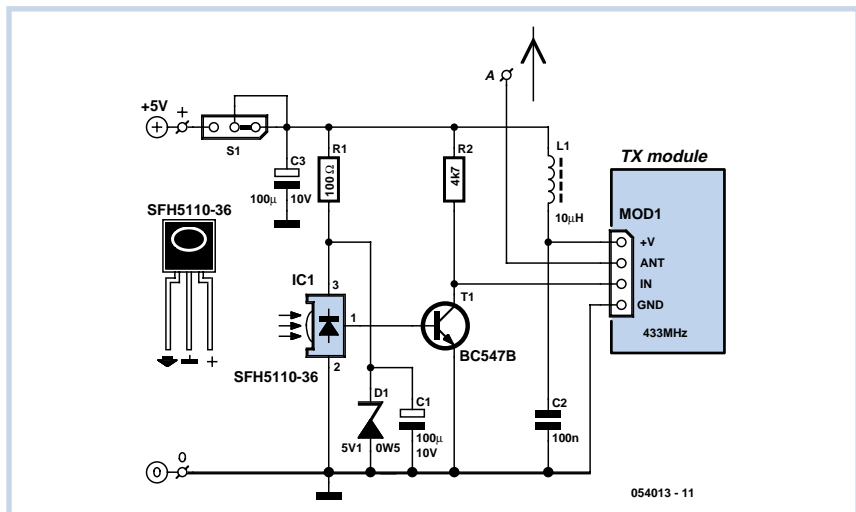 A
+5V
+
S1
C3
100μ
10V
R1
100Ω
R2
4k7
L1
10μH
TX module
MOD1
+V
ANT
IN
GND
433MHz
SFH5110-36
+
IC1
3
1
2
SFH5110-36
T1
BC547B
D1
5V1
0W5
C1
100μ
10V
C2
100n
0
0
054013 - 11